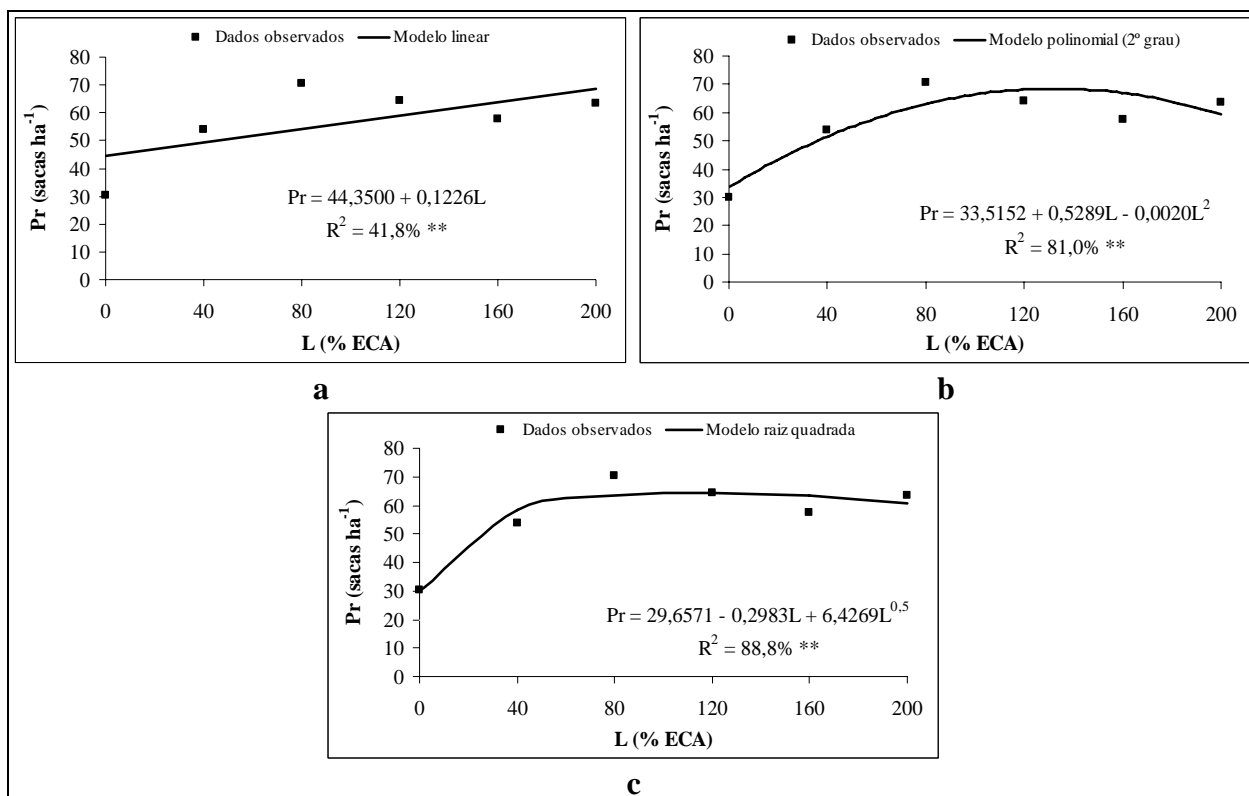 Dados observados Modelo linear
80
70
60
50
40
30
20
10
0
Pr (sacas ha⁻¹)
Pr = 44,3500 + 0,1226L
R² = 41,8% **
0 40 80 120 160 200
L (% ECA)
a
Dados observados Modelo polinomial (2º grau)
80
70
60
50
40
30
20
10
0
Pr (sacas ha⁻¹)
Pr = 33,5152 + 0,5289L - 0,0020L²
R² = 81,0% **
0 40 80 120 160 200
L (% ECA)
b
Dados observados Modelo raiz quadrada
80
70
60
50
40
30
20
10
0
Pr (sacas ha⁻¹)
Pr = 29,6571 - 0,2983L + 6,4269L⁰,⁵
R² = 88,8% **
0 40 80 120 160 200
L (% ECA)
c